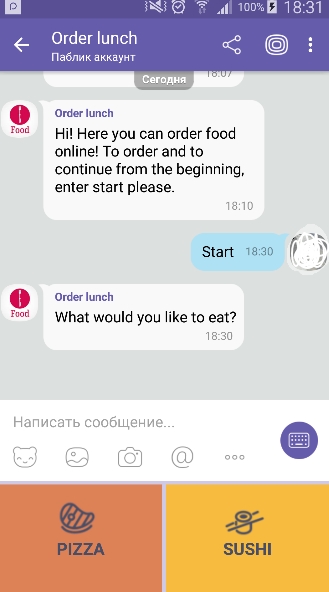 100% 18:31
Order lunch
Паблик аккаунт
18:07
Сегодня
Order lunch
Hi! Here you can order food
online! To order and to
continue from the beginning,
enter start please.
18:10
Food
Start 18:30
Order lunch
What would you like to eat?
18:30
Food
Написать сообщение...
PIZZA
SUSHI